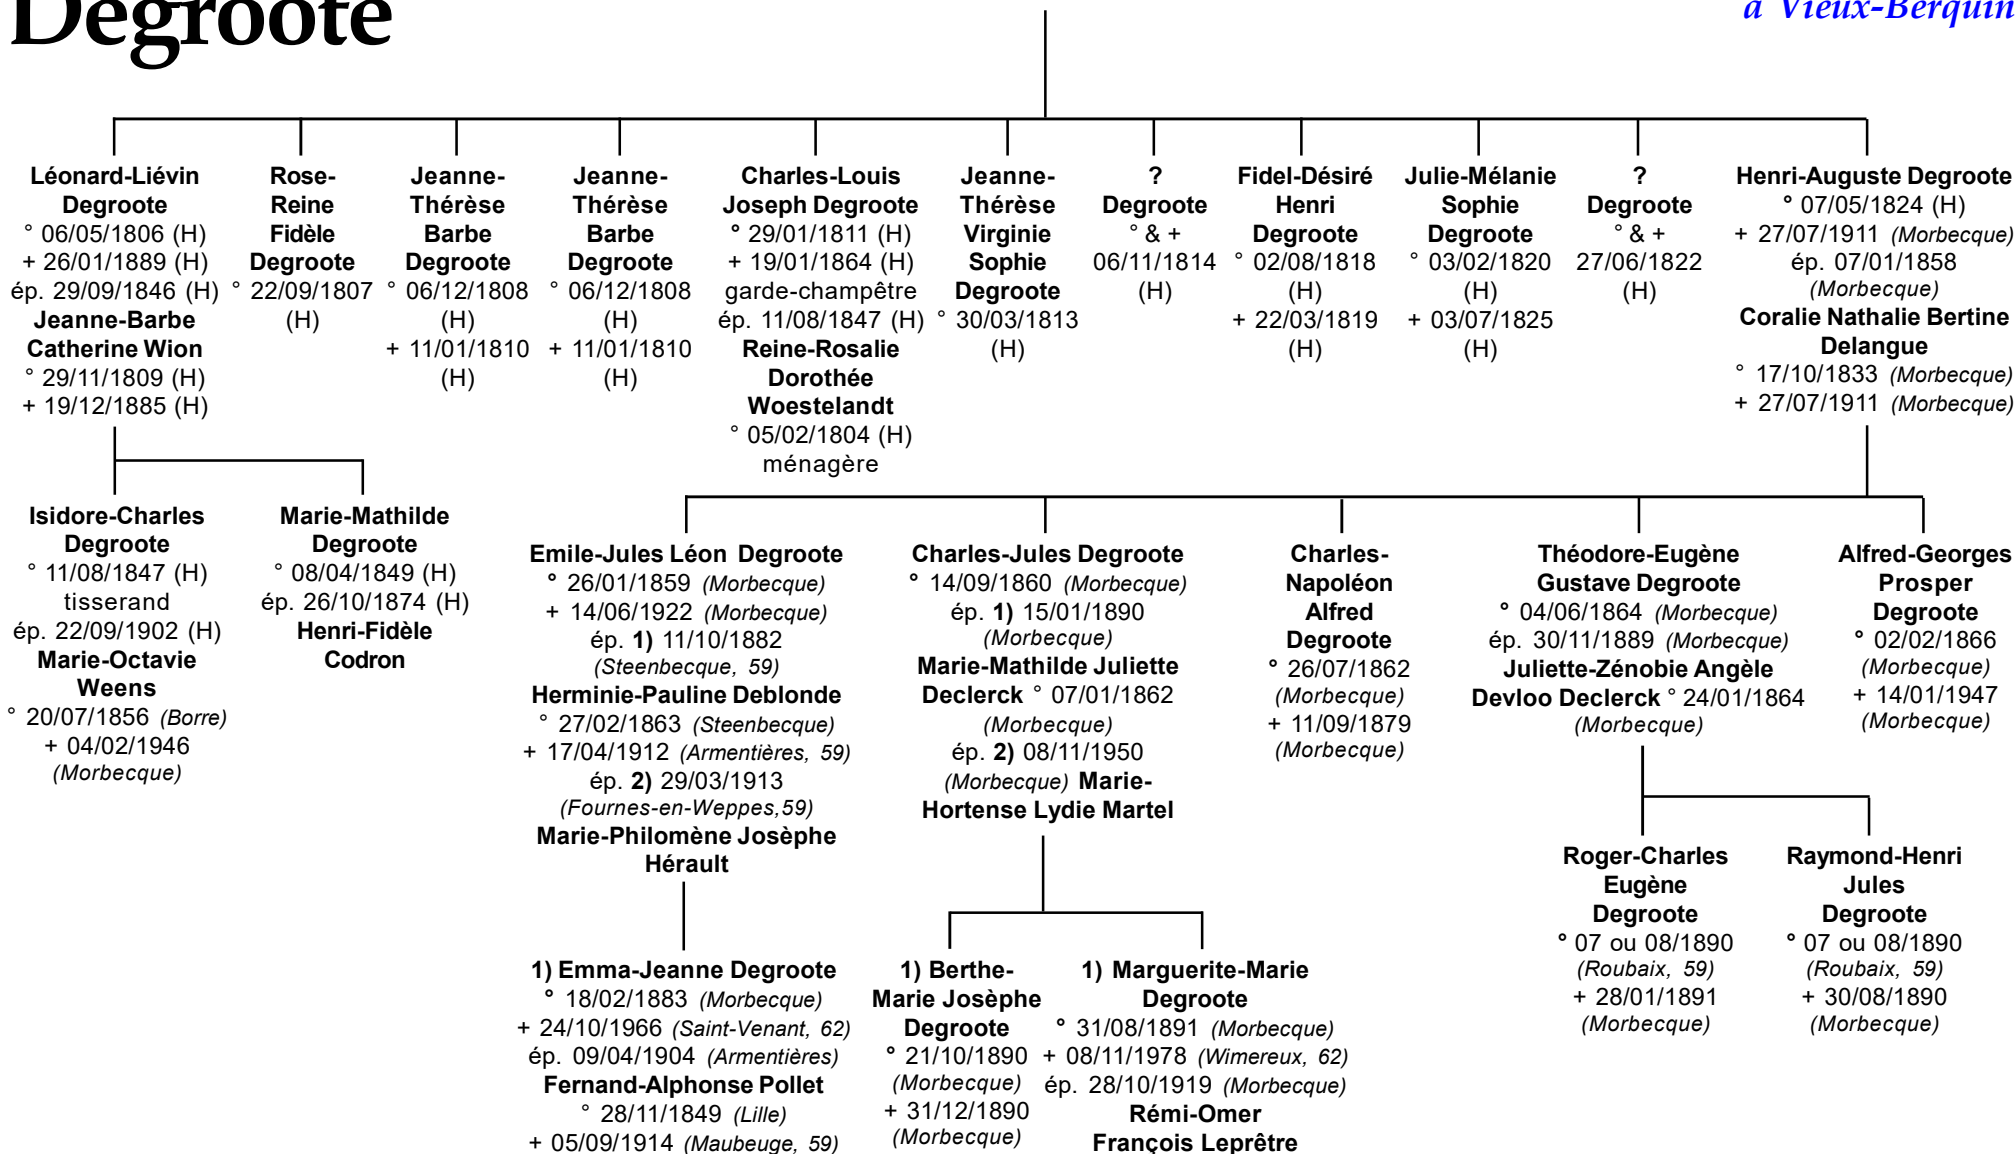 Degroote
à Vieux-Berquin
Léonard-Liévin
Degroote
° 06/05/1806 (H)
+ 26/01/1889 (H)
ép. 29/09/1846 (H)
Jeanne-Barbe
Catherine Wion
° 29/11/1809 (H)
+ 19/12/1885 (H)
Rose-
Reine
Fidèle
Degroote
° 22/09/1807
(H)
Jeanne-
Thérèse
Barbe
Degroote
° 06/12/1808
(H)
+ 11/01/1810
(H)
Jeanne-
Thérèse
Barbe
Degroote
° 06/12/1808
(H)
+ 11/01/1810
(H)
Charles-Louis
Joseph Degroote
° 29/01/1811 (H)
+ 19/01/1864 (H)
garde-champêtre
ép. 11/08/1847 (H)
Reine-Rosalie
Dorothée
Woestelandt
° 05/02/1804 (H)
ménagère
Jeanne-
Thérèse
Virginie
Sophie
Degroote
° 30/03/1813
(H)
?
Degroote
° & +
06/11/1814
(H)
Fidel-Désiré
Henri
Degroote
° 02/08/1818
(H)
+ 22/03/1819
(H)
Julie-Mélanie
Sophie
Degroote
° 03/02/1820
(H)
+ 03/07/1825
(H)
?
Degroote
° & +
27/06/1822
(H)
Henri-Auguste Degroote
° 07/05/1824 (H)
+ 27/07/1911 (Morbecque)
ép. 07/01/1858
(Morbecque)
Coralie Nathalie Bertine
Delangue
° 17/10/1833 (Morbecque)
+ 27/07/1911 (Morbecque)
Isidore-Charles
Degroote
° 11/08/1847 (H)
tisserand
ép. 22/09/1902 (H)
Marie-Octavie
Weens
° 20/07/1856 (Borre)
+ 04/02/1946
(Morbecque)
Marie-Mathilde
Degroote
° 08/04/1849 (H)
ép. 26/10/1874 (H)
Henri-Fidèle
Codron
Emile-Jules Léon Degroote
° 26/01/1859 (Morbecque)
+ 14/06/1922 (Morbecque)
ép. 1) 11/10/1882
(Steenbecque, 59)
Herminie-Pauline Deblonde
° 27/02/1863 (Steenbecque)
+ 17/04/1912 (Armentières, 59)
ép. 2) 29/03/1913
(Fournes-en-Weppes,59)
Marie-Philomène Josèphe
Hérault
Charles-Jules Degroote
° 14/09/1860 (Morbecque)
ép. 1) 15/01/1890
(Morbecque)
Marie-Mathilde Juliette
Declerck ° 07/01/1862
(Morbecque)
ép. 2) 08/11/1950
(Morbecque) Marie-
Hortense Lydie Martel
Charles-
Napoléon
Alfred
Degroote
° 26/07/1862
(Morbecque)
+ 11/09/1879
(Morbecque)
Théodore-Eugène
Gustave Degroote
° 04/06/1864 (Morbecque)
ép. 30/11/1889 (Morbecque)
Juliette-Zénobie Angèle
Devloo Declerck ° 24/01/1864
(Morbecque)
Alfred-Georges
Prosper
Degroote
° 02/02/1866
(Morbecque)
+ 14/01/1947
(Morbecque)
Roger-Charles
Eugène
Degroote
° 07 ou 08/1890
(Roubaix, 59)
+ 28/01/1891
(Morbecque)
Raymond-Henri
Jules
Degroote
° 07 ou 08/1890
(Roubaix, 59)
+ 30/08/1890
(Morbecque)
1) Emma-Jeanne Degroote
° 18/02/1883 (Morbecque)
+ 24/10/1966 (Saint-Venant, 62)
ép. 09/04/1904 (Armentières)
Fernand-Alphonse Pollet
° 28/11/1849 (Lille)
+ 05/09/1914 (Maubeuge, 59)
1) Berthe-
Marie Josèphe
Degroote
° 21/10/1890
(Morbecque)
+ 31/12/1890
(Morbecque)
1) Marguerite-Marie
Degroote
° 31/08/1891 (Morbecque)
+ 08/11/1978 (Wimereux, 62)
ép. 28/10/1919 (Morbecque)
Rémi-Omer
François Leprêtre